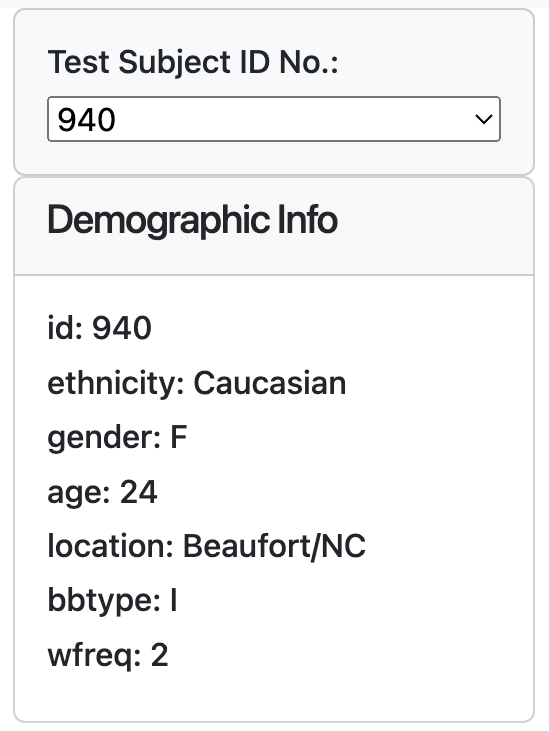 Test Subject ID No.:
940
Demographic Info
id: 940
ethnicity: Caucasian
gender: F
age: 24
location: Beaufort/NC
bbtype: I
wfreq: 2